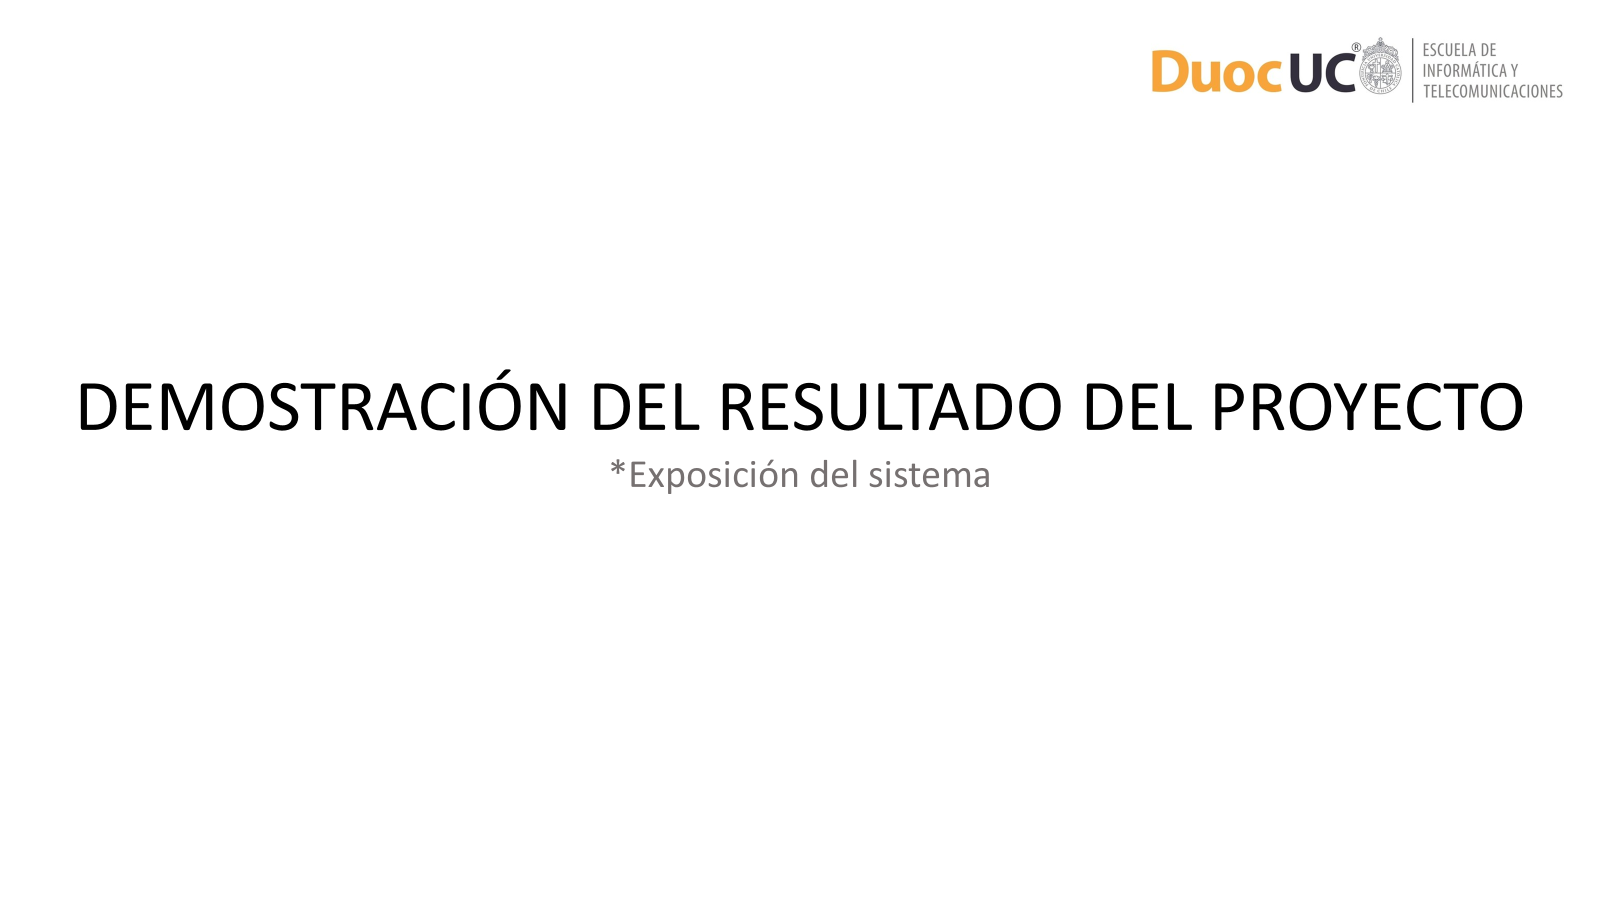 DuocUC®
ESCUELA DE
INFORMÁTICA Y
TELECOMUNICACIONES
DEMOSTRACIÓN DEL RESULTADO DEL PROYECTO
*Exposición del sistema